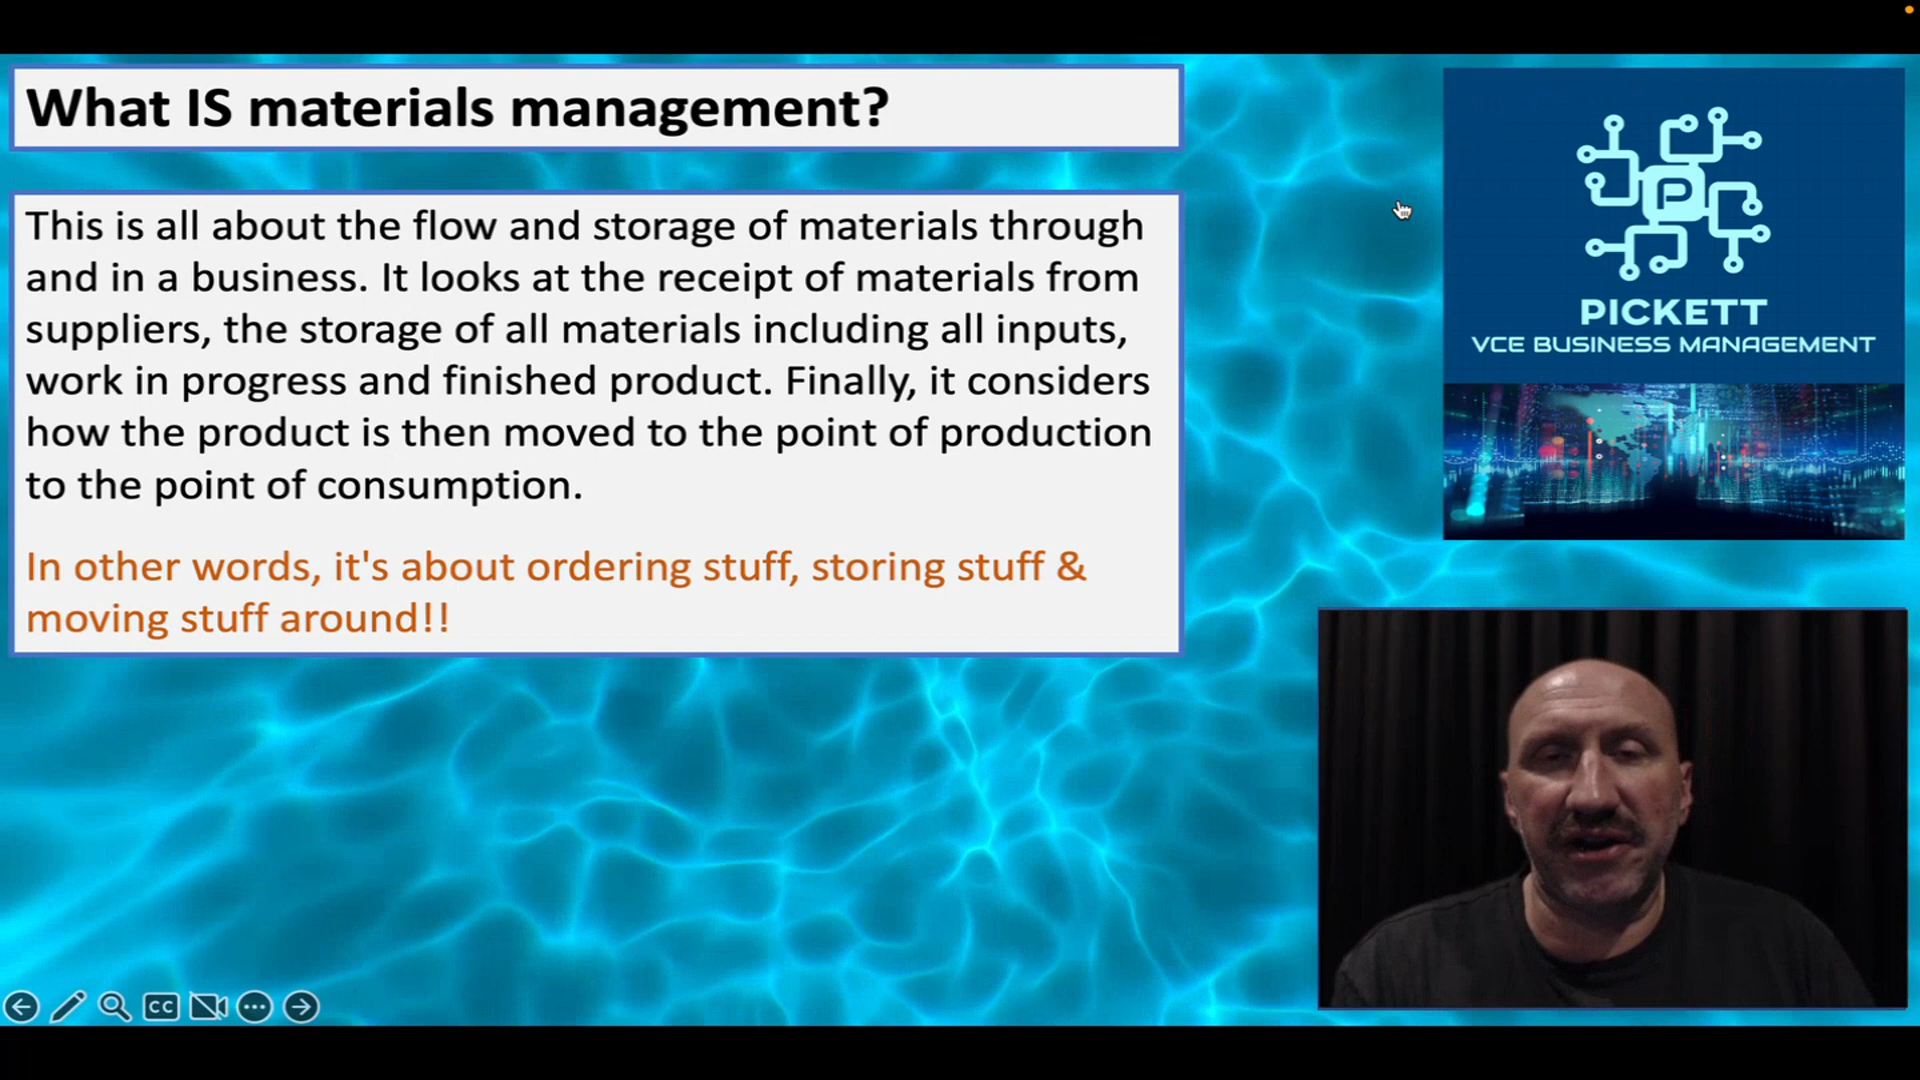 What IS materials management?
This is all about the flow and storage of materials through
and in a business. It looks at the receipt of materials from
suppliers, the storage of all materials including all inputs,
work in progress and finished product. Finally, it considers
how the product is then moved to the point of production
to the point of consumption.
In other words, it's about ordering stuff, storing stuff &
moving stuff around!!
P
PICKETT
VCE BUSINESS MANAGEMENT
CC